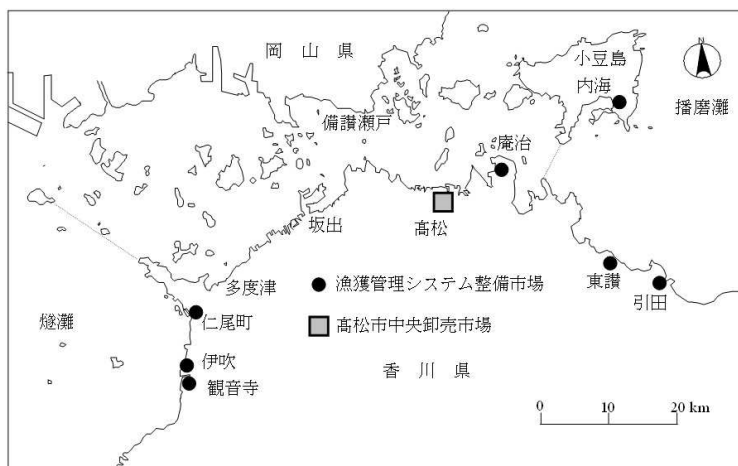 岡山県
小豆島
内海
播磨灘
備讃瀬戸
庵治
坂出
髙松
東讃
引田
多度津
仁尾町
燧灘
伊吹
観音寺
漁獲管理システム整備市場
髙松市中央卸売市場
香川県
N
0 10 20 km